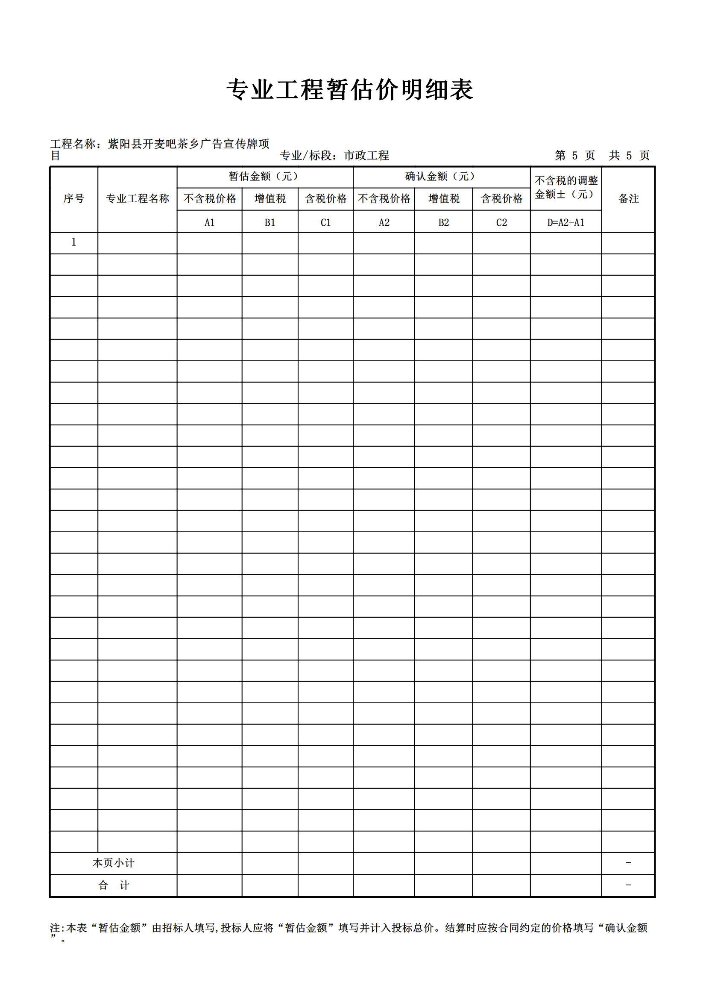 专业工程暂估价明细表
工程名称：紫阳县开麦吧茶乡广告宣传牌项
目
专业/标段：市政工程
第 5 页 共 5 页
序号
专业工程名称
暂估金额（元）
确认金额（元）
不含税的调整
金额±（元）
备注
不含税价格
增值税
含税价格
不含税价格
增值税
含税价格
A1
B1
C1
A2
B2
C2
D=A2-A1
1
本页小计
-
合 计
-
注:本表“暂估金额”由招标人填写,投标人应将“暂估金额”填写并计入投标总价。结算时应按合同约定的价格填写“确认金额
”。